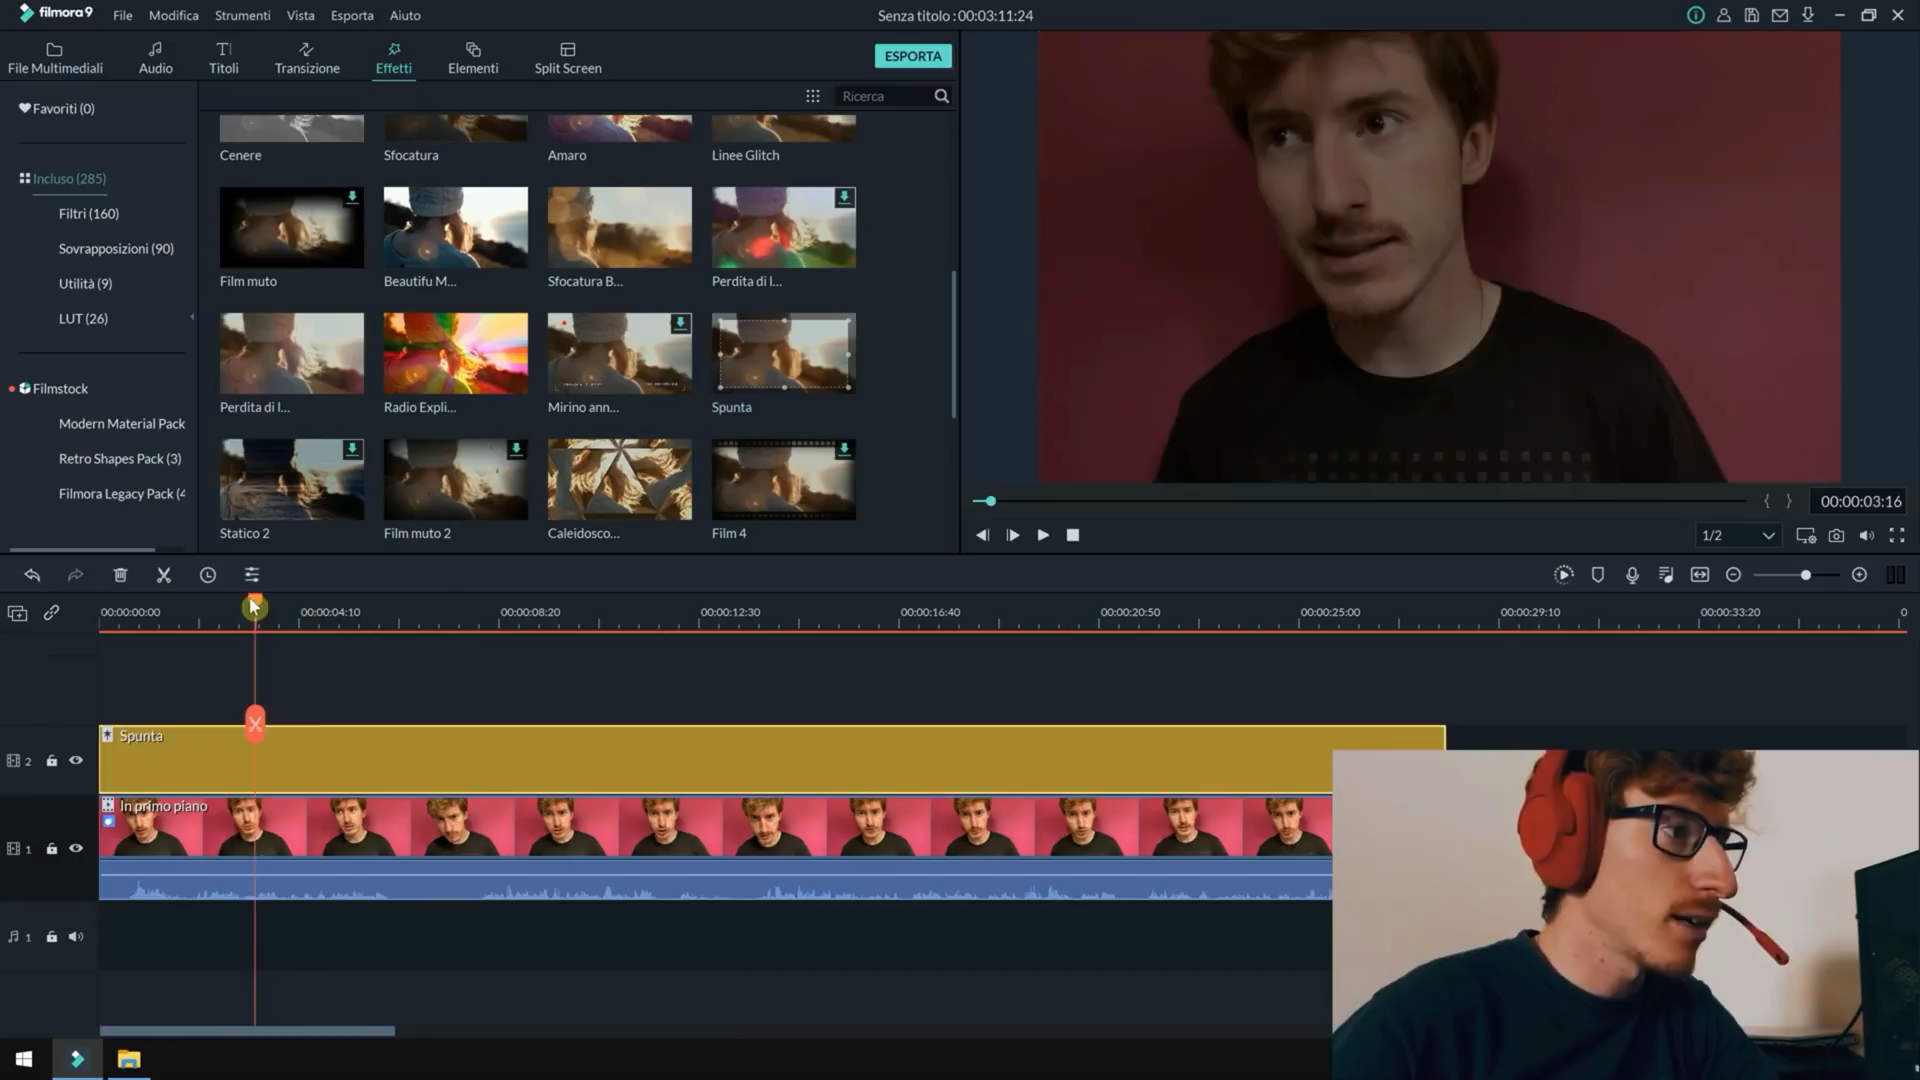 filmora 9
File
Modifica
Strumenti
Vista
Esporta
Aiuto
Senza titolo : 00:03:11:24
File Multimediali
Audio
Titoli
Transizione
Effetti
Elementi
Split Screen
ESPORTA
Ricerca
Favoriti (0)
Incluso (285)
Filtri (160)
Sovrapposizioni (90)
Utilità (9)
LUT (26)
Filmstock
Modern Material Pack
Retro Shapes Pack (3)
Filmora Legacy Pack (4
Cenere
Sfocatura
Amaro
Linee Glitch
Film muto
Beautifu M...
Sfocatura B...
Perdita di l...
Perdita di l...
Radio Expli...
Mirino ann...
Spunta
Statico 2
Film muto 2
Caleidosco...
Film 4
00:00:03:16
1/2
00:00:00:00
00:00:04:10
00:00:08:20
00:00:12:30
00:00:16:40
00:00:20:50
00:00:25:00
00:00:29:10
00:00:33:20
0
Spunta
2
In primo piano
1
1